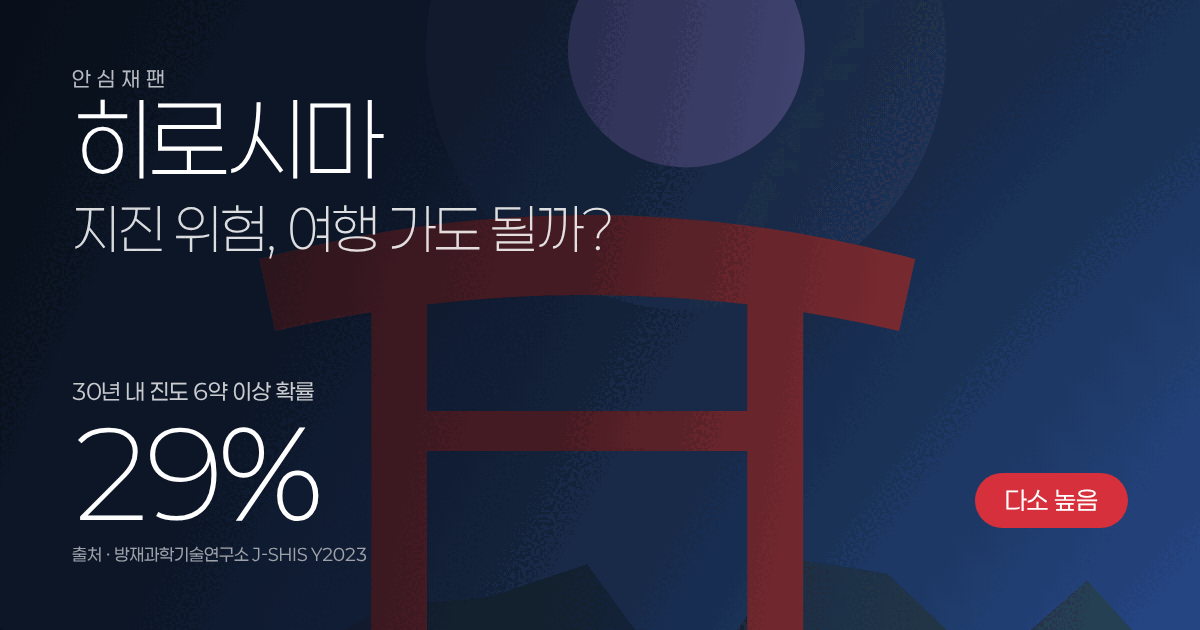 안심재팬
히로시마
지진 위험, 여행 가도 될까?
30년 내 진도 6약 이상 확률
29%
다소 높음
출처 · 방재과학기술연구소 J-SHIS Y2023